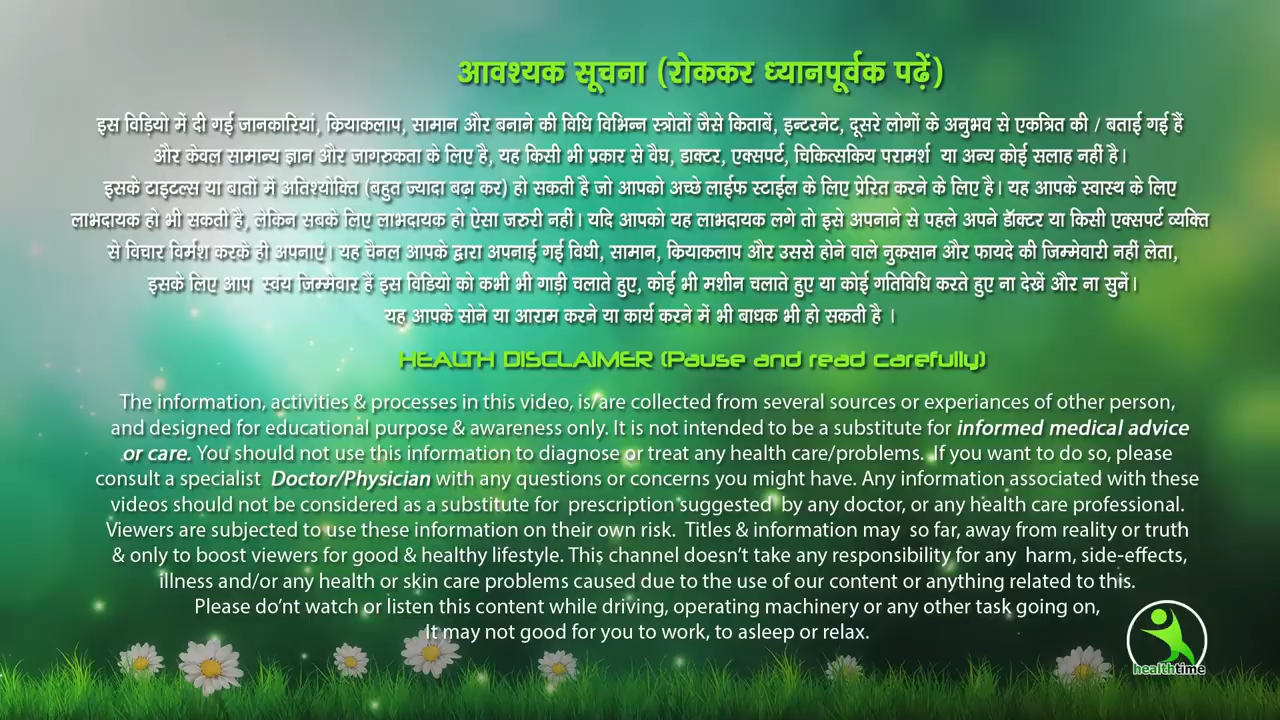 आवश्यक सूचना (रोककर ध्यानपूर्वक पढ़ें)
इस विड़ियो में दी गई जानकारियां, क्रियाकलाप, सामान और बनाने की विधि विभिन्न स्त्रोतों जैसे किताबें, इन्टरनेट, दूसरे लोगों के अनुभव से एकत्रित की / बताई गई हैं
और केवल सामान्य ज्ञान और जागरुकता के लिए है, यह किसी भी प्रकार से वैघ, डाक्टर, एक्सपर्ट, चिकित्सकिय परामर्श या अन्य कोई सलाह नहीं है।
इसके टाइटल्स या बातों में अतिश्योक्ति (बहुत ज्यादा बढ़ा कर) हो सकती है जो आपको अच्छे लाईफ स्टाईल के लिए प्रेरित करने के लिए है। यह आपके स्वास्थ के लिए
लाभदायक हो भी सकती है, लेकिन सबके लिए लाभदायक हो ऐसा जरुरी नहीं। यदि आपको यह लाभदायक लगे तो इसे अपनाने से पहले अपने डॉक्टर या किसी एक्सपर्ट व्यक्ति
से विचार विर्मश करके ही अपनाएं। यह चैनल आपके द्वारा अपनाई गई विधी, सामान, क्रियाकलाप और उससे होने वाले नुकसान और फायदे की जिम्मेवारी नहीं लेता,
इसके लिए आप स्वंय जिम्मेवार हैं इस विडियो को कभी भी गाड़ी चलाते हुए, कोई भी मशीन चलाते हुए या कोई गतिविधि करते हुए ना देखें और ना सुनें।
यह आपके सोने या आराम करने या कार्य करने में भी बाधक भी हो सकती है ।
HEALTH DISCLAIMER (Pause and read carefully)
The information, activities & processes in this video, is/are collected from several sources or experiances of other person,
and designed for educational purpose & awareness only. It is not intended to be a substitute for informed medical advice
or care. You should not use this information to diagnose or treat any health care/problems. If you want to do so, please
consult a specialist Doctor/Physician with any questions or concerns you might have. Any information associated with these
videos should not be considered as a substitute for prescription suggested by any doctor, or any health care professional.
Viewers are subjected to use these information on their own risk. Titles & information may so far, away from reality or truth
& only to boost viewers for good & healthy lifestyle. This channel doesn't take any responsibility for any harm, side-effects,
illness and/or any health or skin care problems caused due to the use of our content or anything related to this.
Please do'nt watch or listen this content while driving, operating machinery or any other task going on,
It may not good for you to work, to asleep or relax.
healthtime